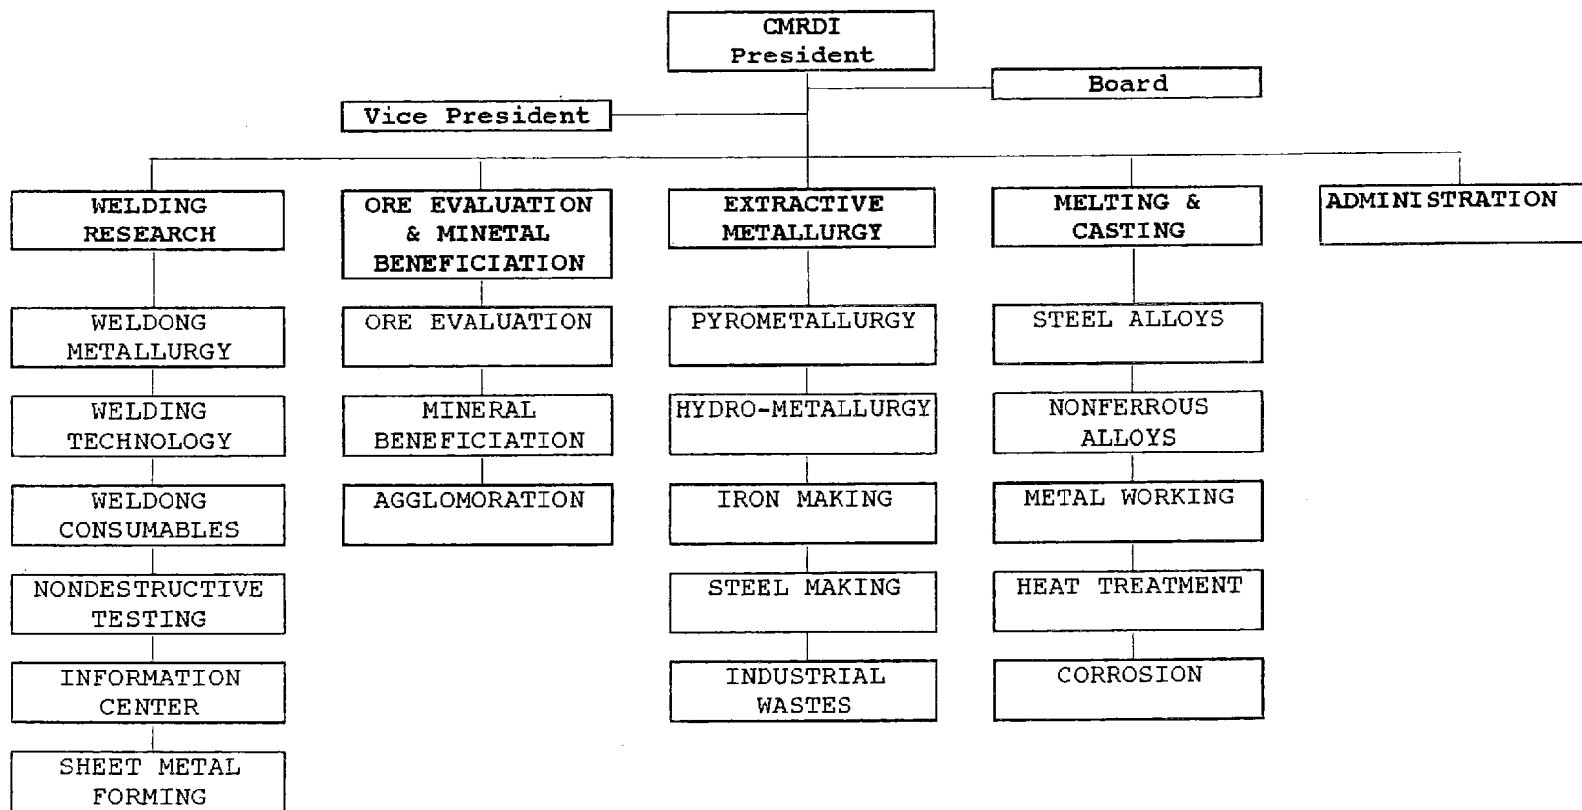 CMRDI
President
Board
Vice President
WELDING
RESEARCH
ORE EVALUATION
& MINETAL
BENEFICIATION
EXTRACTIVE
METALLURGY
MELTING &
CASTING
ADMINISTRATION
WELDONG
METALLURGY
WELDING
TECHNOLOGY
WELDONG
CONSUMABLES
NONDESTRUCTIVE
TESTING
INFORMATION
CENTER
SHEET METAL
FORMING
ORE EVALUATION
MINERAL
BENEFICIATION
AGGLOMORATION
PYROMETALLURGY
HYDRO-METALLURGY
IRON MAKING
STEEL MAKING
INDUSTRIAL
WASTES
STEEL ALLOYS
NONFERROUS
ALLOYS
METAL WORKING
HEAT TREATMENT
CORROSION